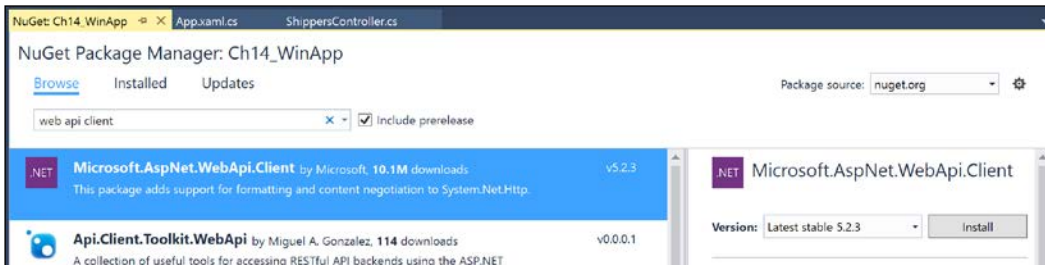 NuGet: Ch14_WinApp App.xaml.cs ShippersController.cs
NuGet Package Manager: Ch14_WinApp
Browse Installed Updates
Package source: nuget.org
web api client Include prerelease
.NET Microsoft.AspNet.WebApi.Client by Microsoft, 10.1M downloads v5.2.3
This package adds support for formatting and content negotiation to System.Net.Http.
.NET Microsoft.AspNet.WebApi.Client
Version: Latest stable 5.2.3 Install
Api.Client.Toolkit.WebApi by Miguel A. Gonzalez, 114 downloads v0.0.0.1
A collection of useful tools for accessing RESTful API backends using the ASP.NET